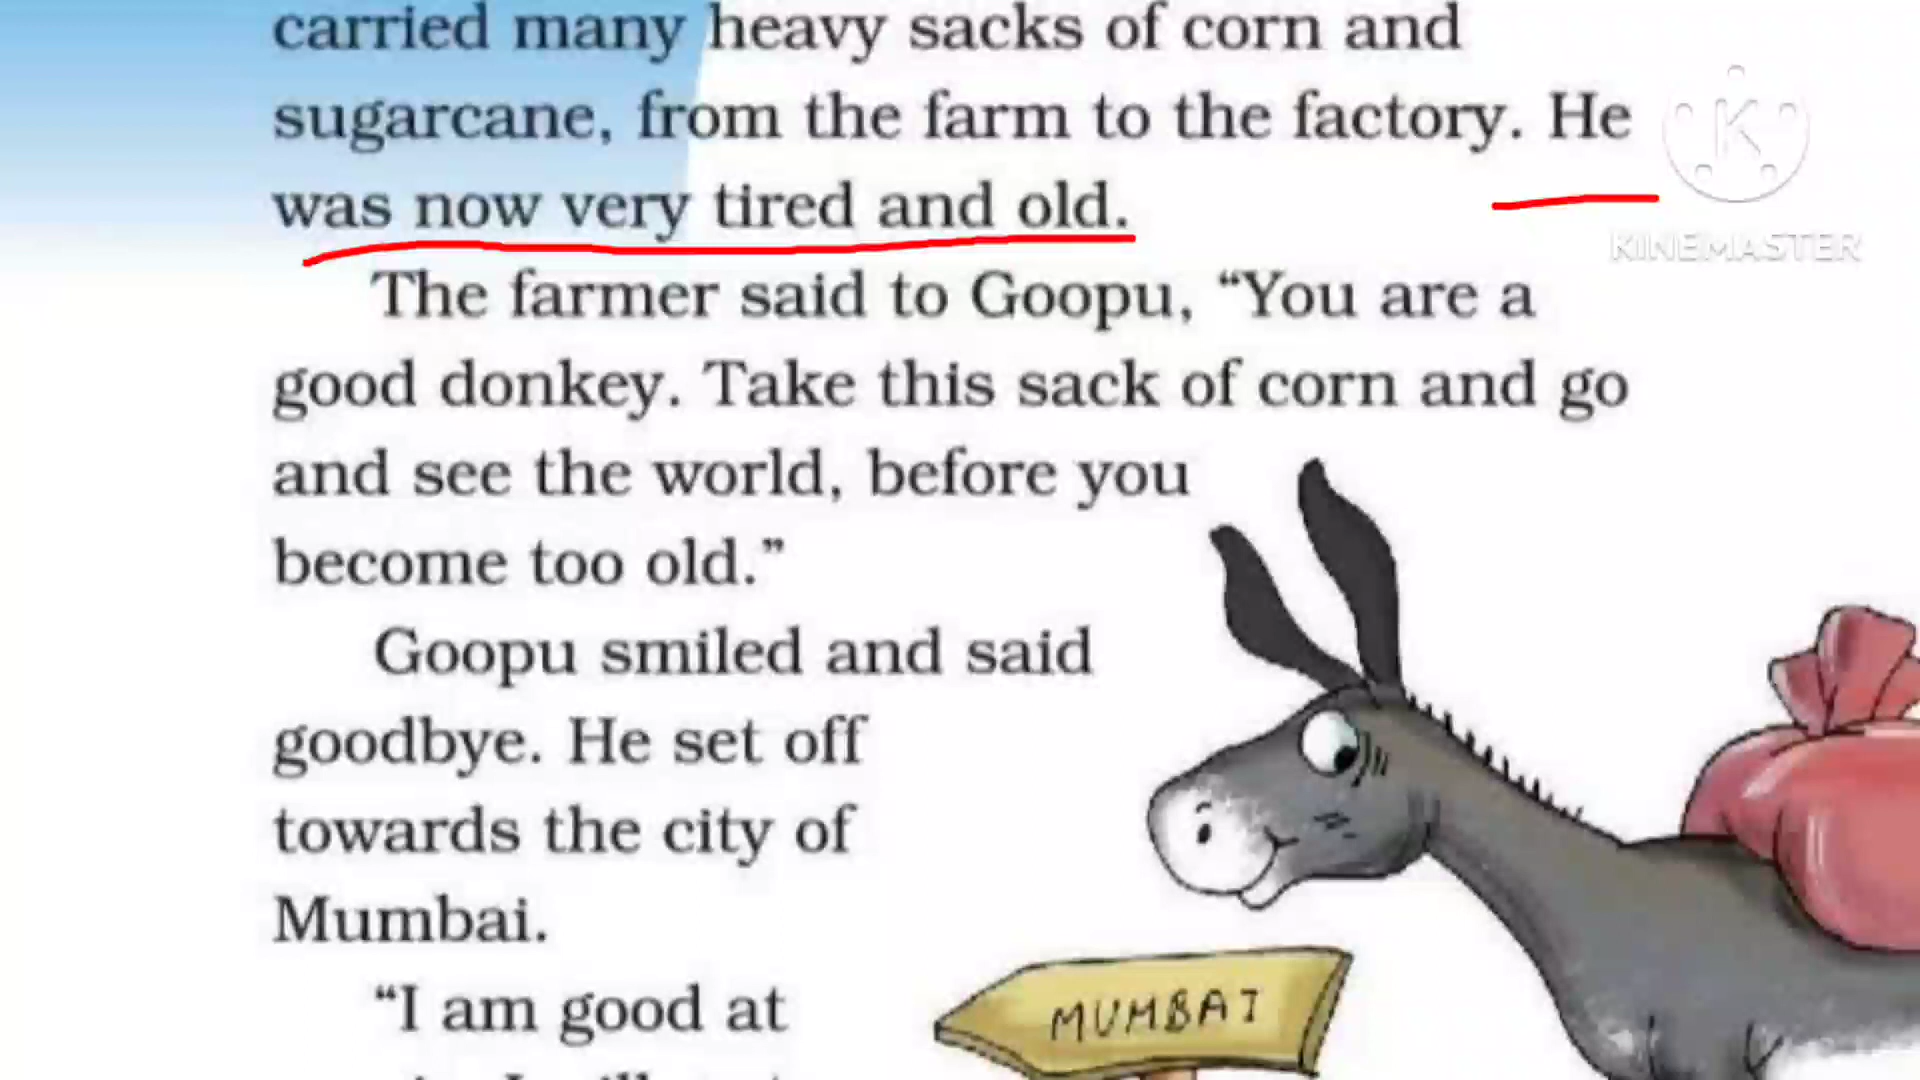 carried many heavy sacks of corn and
sugarcane, from the farm to the factory. He
was now very tired and old.
KINEMASTER
The farmer said to Goopu, “You are a
good donkey. Take this sack of corn and go
and see the world, before you
become too old.”
Goopu smiled and said
goodbye. He set off
towards the city of
Mumbai.
“I am good at
MUMBAI